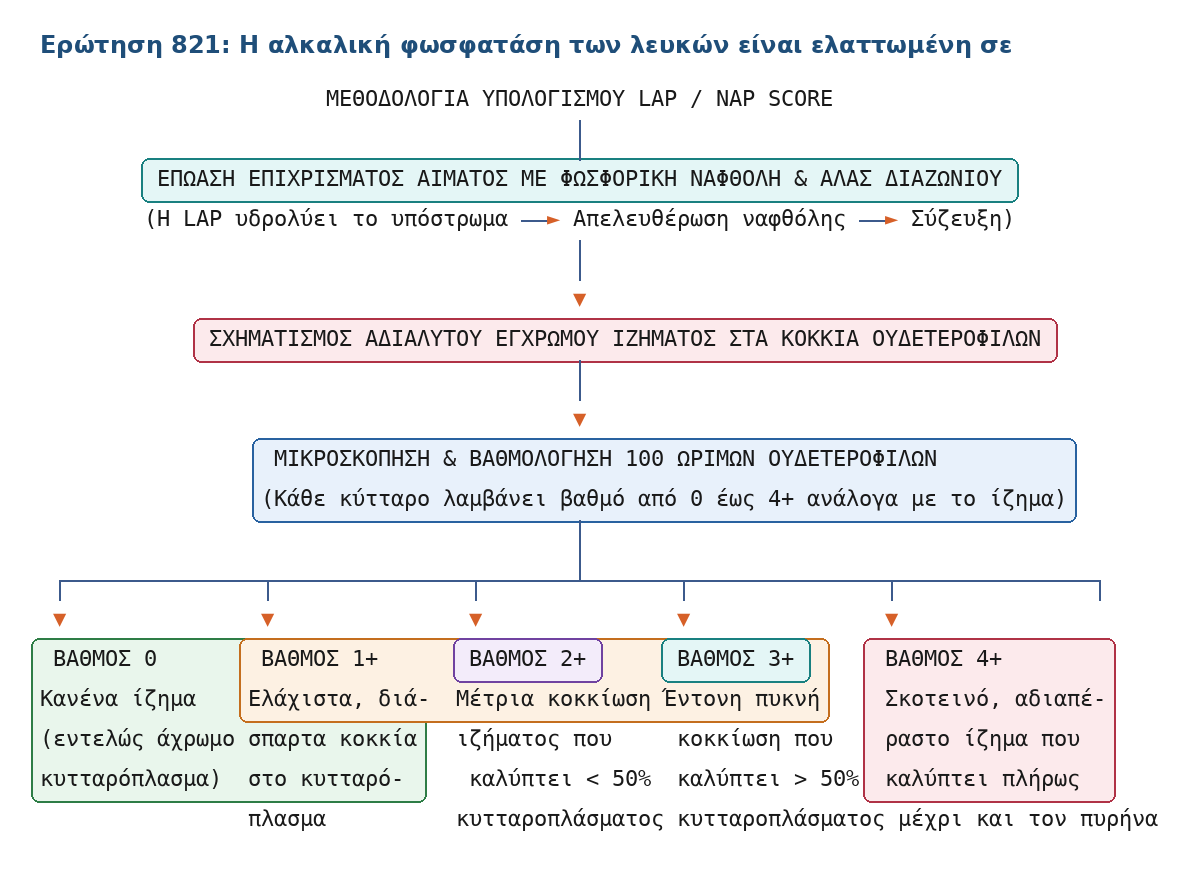 Ερώτηση 821: Η αλκαλική φωσφατάση των λευκών είναι ελαττωμένη σε
ΜΕΘΟΔΟΛΟΓΙΑ ΥΠΟΛΟΓΙΣΜΟΥ LAP / NAP SCORE
ΕΠΩΑΣΗ ΕΠΙΧΡΙΣΜΑΤΟΣ ΑΙΜΑΤΟΣ ΜΕ ΦΩΣΦΟΡΙΚΗ ΝΑΦΘΟΛΗ & ΑΛΑΣ ΔΙΑΖΩΝΙΟΥ
(Η LAP υδρολύει το υπόστρωμα → Απελευθέρωση ναφθόλης → Σύζευξη)
ΣΧΗΜΑΤΙΣΜΟΣ ΑΔΙΑΛΥΤΟΥ ΕΓΧΡΩΜΟΥ ΙΖΗΜΑΤΟΣ ΣΤΑ ΚΟΚΚΙΑ ΟΥΔΕΤΕΡΟΦΙΛΩΝ
ΜΙΚΡΟΣΚΟΠΗΣΗ & ΒΑΘΜΟΛΟΓΗΣΗ 100 ΩΡΙΜΩΝ ΟΥΔΕΤΕΡΟΦΙΛΩΝ
(Κάθε κύτταρο λαμβάνει βαθμό από 0 έως 4+ ανάλογα με το ίζημα)
ΒΑΘΜΟΣ 0 ΒΑΘΜΟΣ 1+ ΒΑΘΜΟΣ 2+ ΒΑΘΜΟΣ 3+ ΒΑΘΜΟΣ 4+
Κανένα ίζημα Ελάχιστα, διά- Μέτρια κοκκίωση Έντονη πυκνή Σκοτεινό, αδιαπέ-
(εντελώς άχρωμο σπαρτα κοκκία ιζήματος που κοκκίωση που ραστο ίζημα που
κυτταρόπλασμα) στο κυτταρό- καλύπτει < 50% καλύπτει > 50% καλύπτει πλήρως
πλασμα κυτταροπλάσματος κυτταροπλάσματος μέχρι και τον πυρήνα